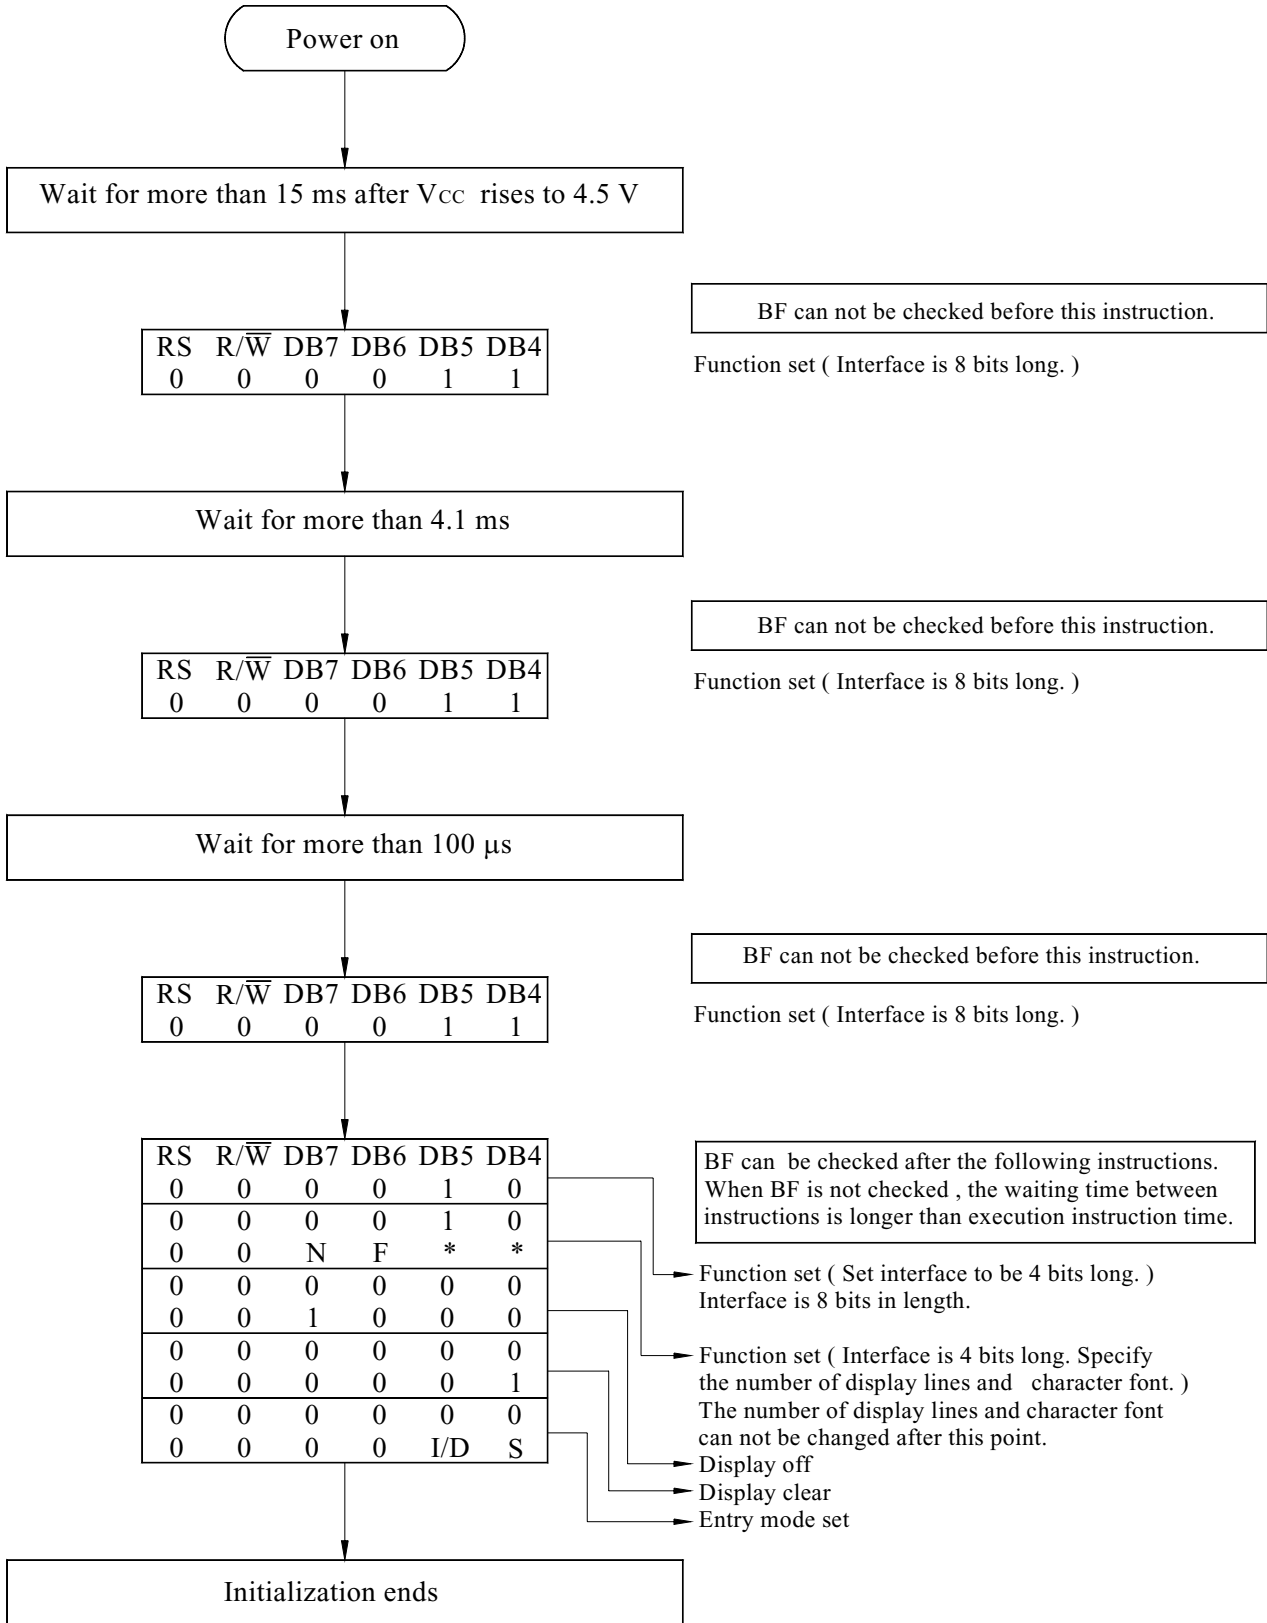 Power on
Wait for more than 15 ms after VCC rises to 4.5 V
BF can not be checked before this instruction.
RS R/W̅ DB7 DB6 DB5 DB4
0 0 0 0 1 1
Function set ( Interface is 8 bits long. )
Wait for more than 4.1 ms
BF can not be checked before this instruction.
RS R/W̅ DB7 DB6 DB5 DB4
0 0 0 0 1 1
Function set ( Interface is 8 bits long. )
Wait for more than 100 µs
BF can not be checked before this instruction.
RS R/W̅ DB7 DB6 DB5 DB4
0 0 0 0 1 1
Function set ( Interface is 8 bits long. )
RS R/W̅ DB7 DB6 DB5 DB4
0 0 0 0 1 0
0 0 0 0 1 0
0 0 N F * *
0 0 0 0 0 0
0 0 1 0 0 0
0 0 0 0 0 0
0 0 0 0 0 1
0 0 0 0 0 0
0 0 0 0 I/D S
BF can be checked after the following instructions.
When BF is not checked , the waiting time between
instructions is longer than execution instruction time.
Function set ( Set interface to be 4 bits long. )
Interface is 8 bits in length.
Function set ( Interface is 4 bits long. Specify
the number of display lines and character font. )
The number of display lines and character font
can not be changed after this point.
Display off
Display clear
Entry mode set
Initialization ends